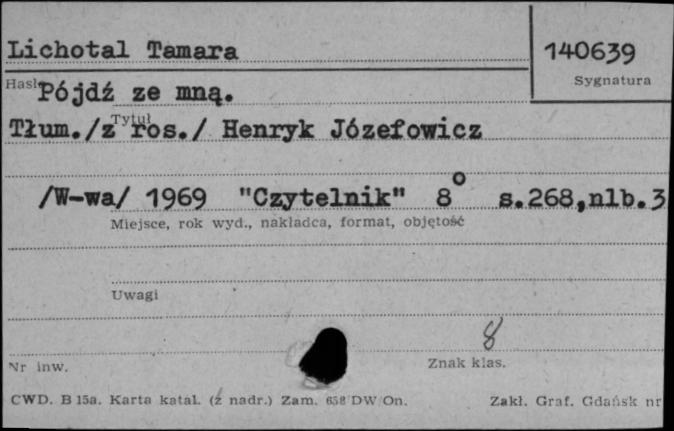 Lichotal Tamara
140639
Hasło
Sygnatura
Pójdź ze mną.
Tytuł
Tłum./z ros./ Henryk Józefowicz
/W-wa/ 1969 "Czytelnik" 8° s.268,nlb.3
Miejsce, rok wyd., nakładca, format, objętość
Uwagi
8
Nr inw.
Znak klas.
CWD. B 15a. Karta katal. (z nadr.) Zam. 658 DW/On.
Zakł. Graf. Gdańsk nr